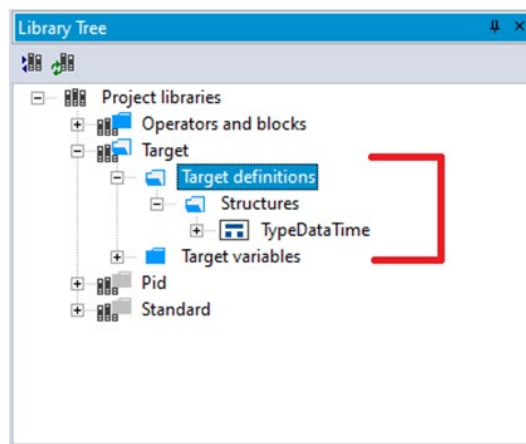 Library Tree
Project libraries
Operators and blocks
Target
Target definitions
Structures
TypeDataTime
Target variables
Pid
Standard